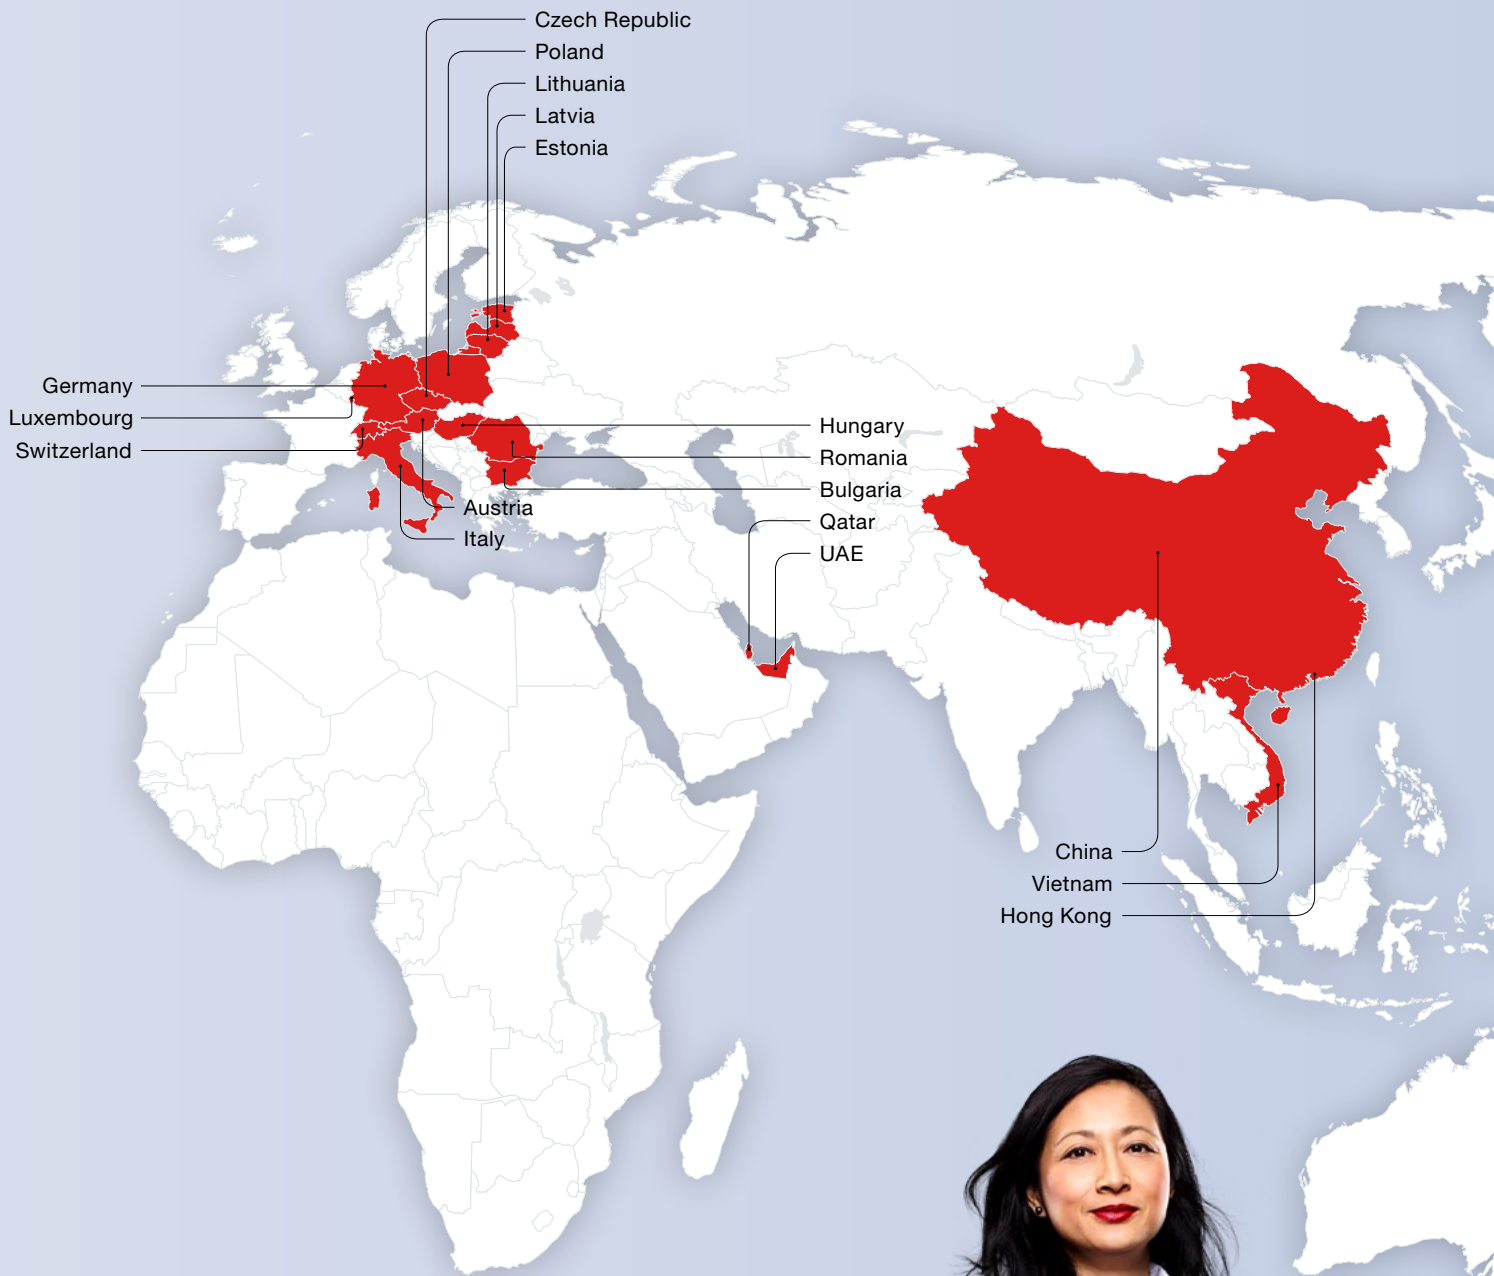 Czech Republic
Poland
Lithuania
Latvia
Estonia
Germany
Luxembourg
Switzerland
Hungary
Romania
Bulgaria
Qatar
UAE
Austria
Italy
China
Vietnam
Hong Kong